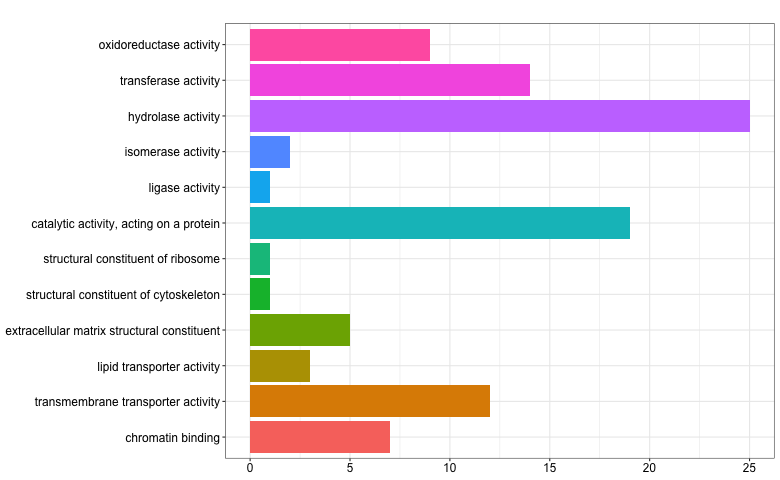 oxidoreductase activity
transferase activity
hydrolase activity
isomerase activity
ligase activity
catalytic activity, acting on a protein
structural constituent of ribosome
structural constituent of cytoskeleton
extracellular matrix structural constituent
lipid transporter activity
transmembrane transporter activity
chromatin binding
0 5 10 15 20 25